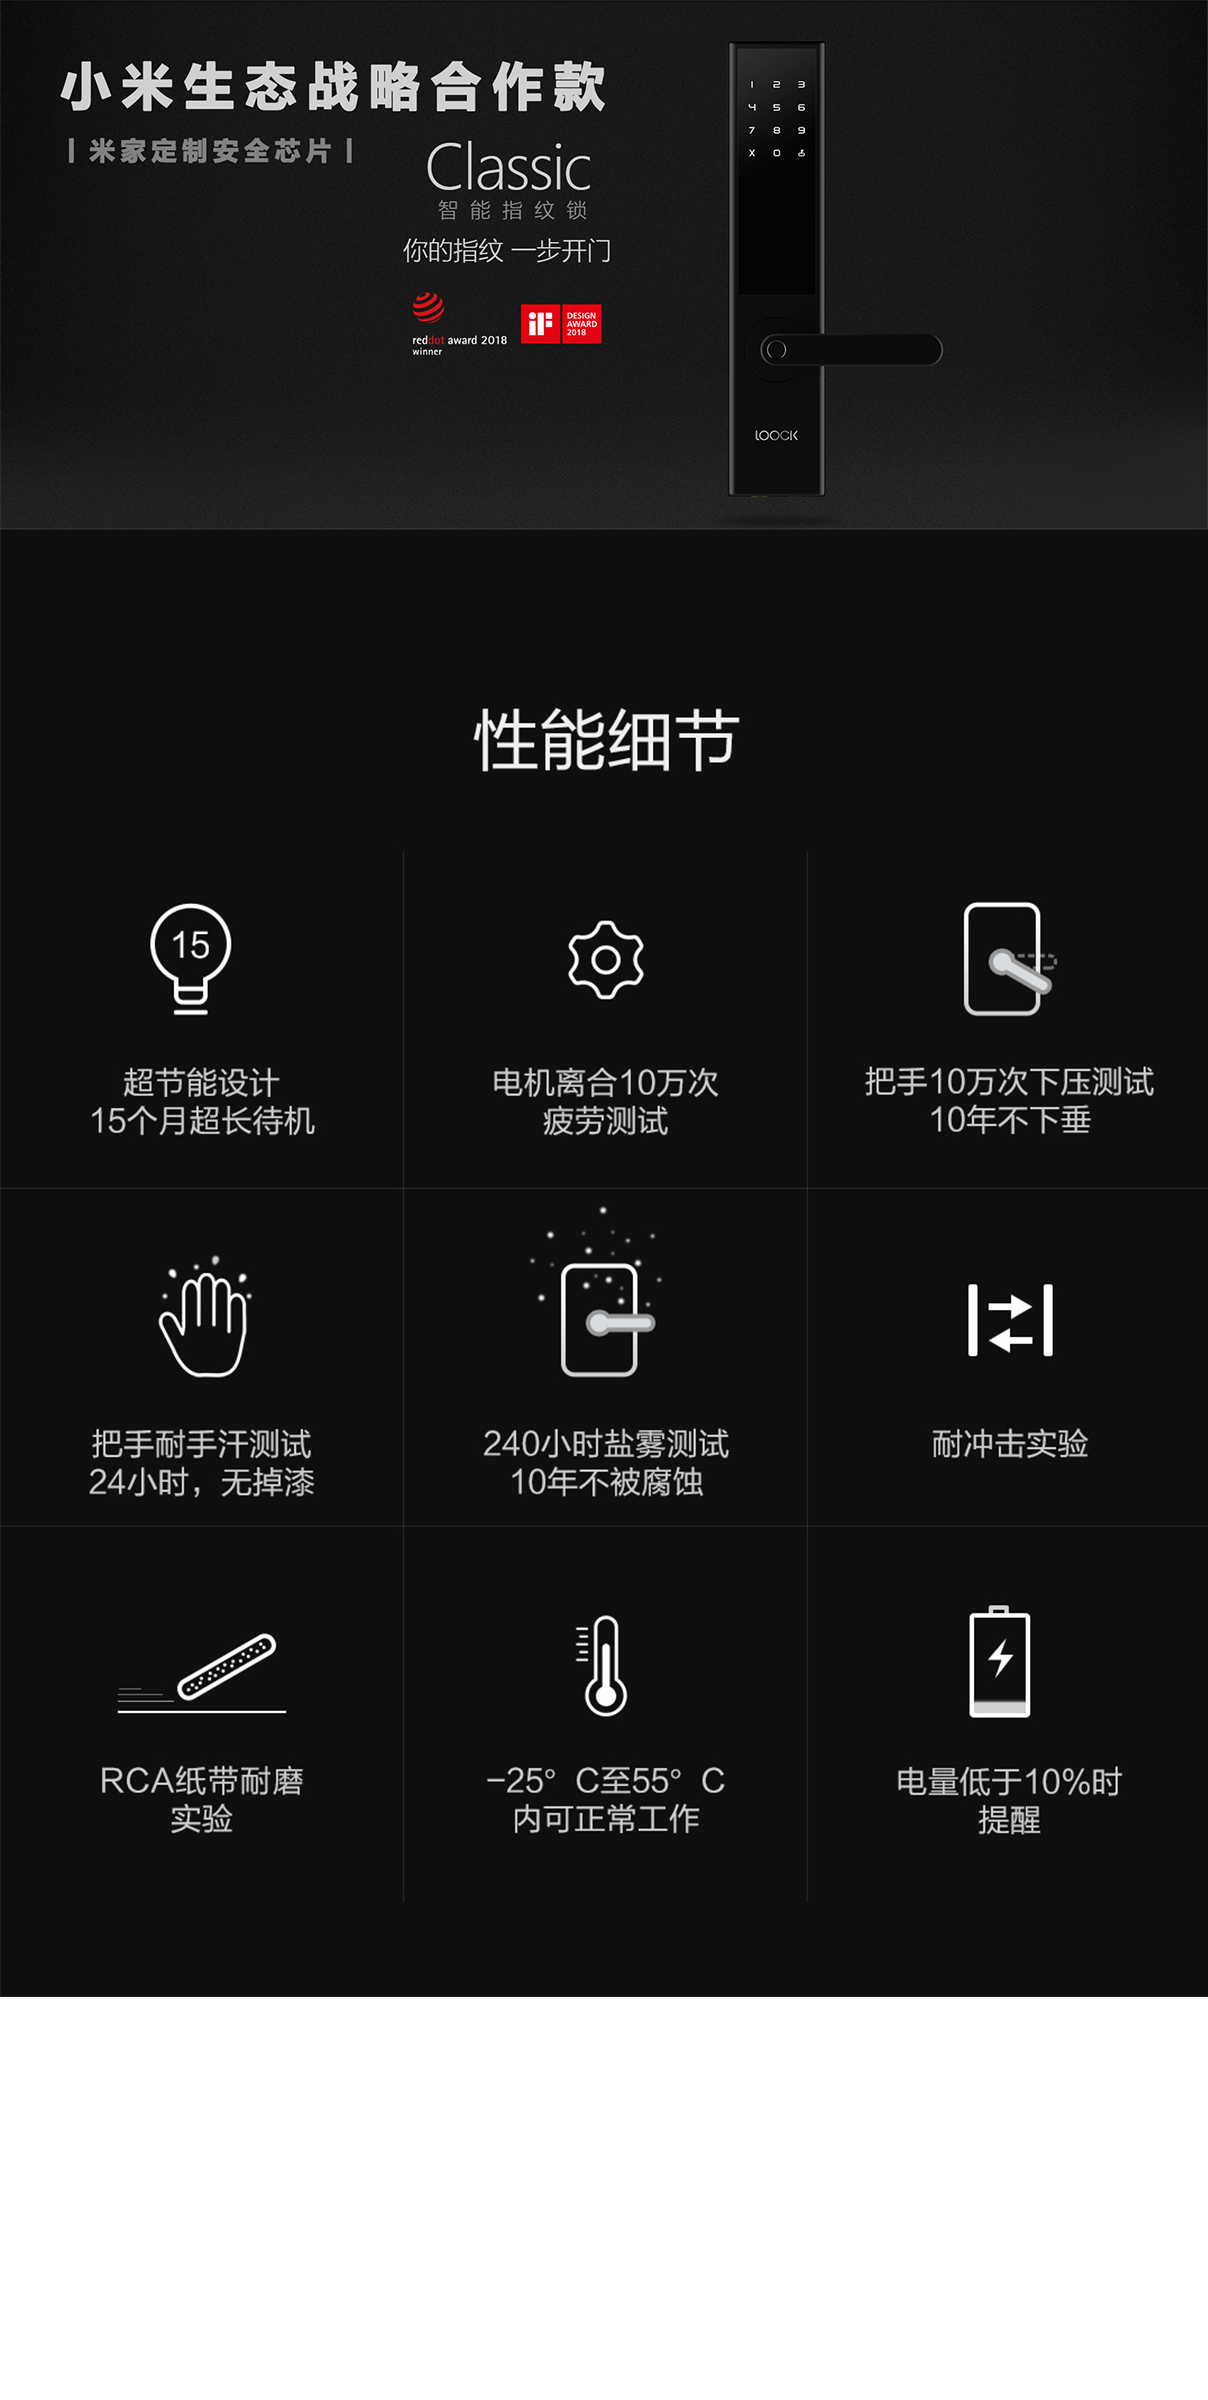 小米生态战略合作款
| 米家定制安全芯片 |
Classic
智能指纹锁
你的指纹 一步开门
reddot award 2018
winner
iF
DESIGN
AWARD
2018
1 2 3
4 5 6
7 8 9
X 0
LOOCK
性能细节
15
超节能设计
15个月超长待机
电机离合10万次
疲劳测试
把手10万次下压测试
10年不下垂
把手耐手汗测试
24小时，无掉漆
240小时盐雾测试
10年不被腐蚀
耐冲击实验
RCA纸带耐磨
实验
-25°C至55°C
内可正常工作
电量低于10%时
提醒